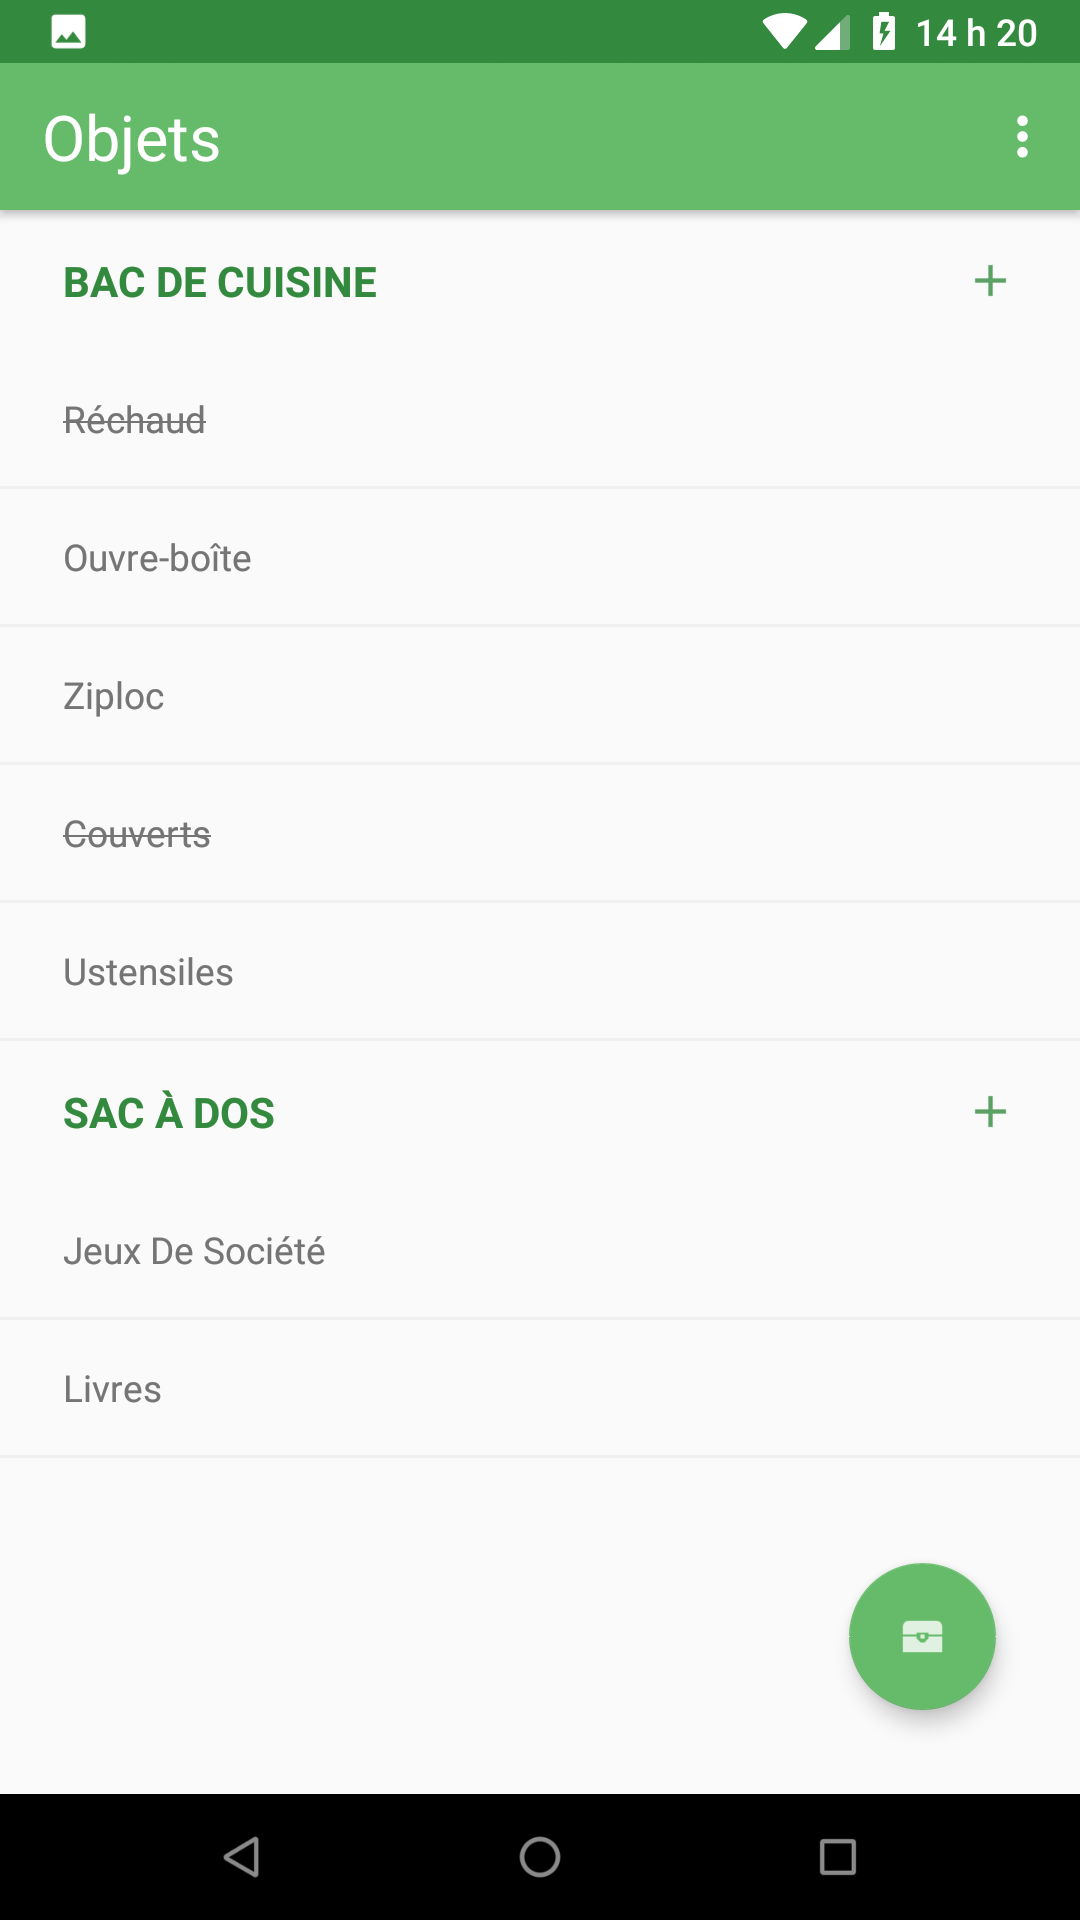 14 h 20
Objets
BAC DE CUISINE
Réchaud
Ouvre-boîte
Ziploc
Couverts
Ustensiles
SAC À DOS
Jeux De Société
Livres